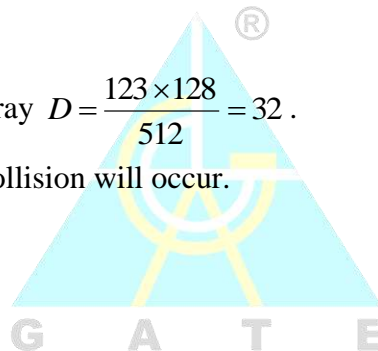 ®
ray D = 123 × 128 / 512 = 32 .
ollision will occur.
G A T E